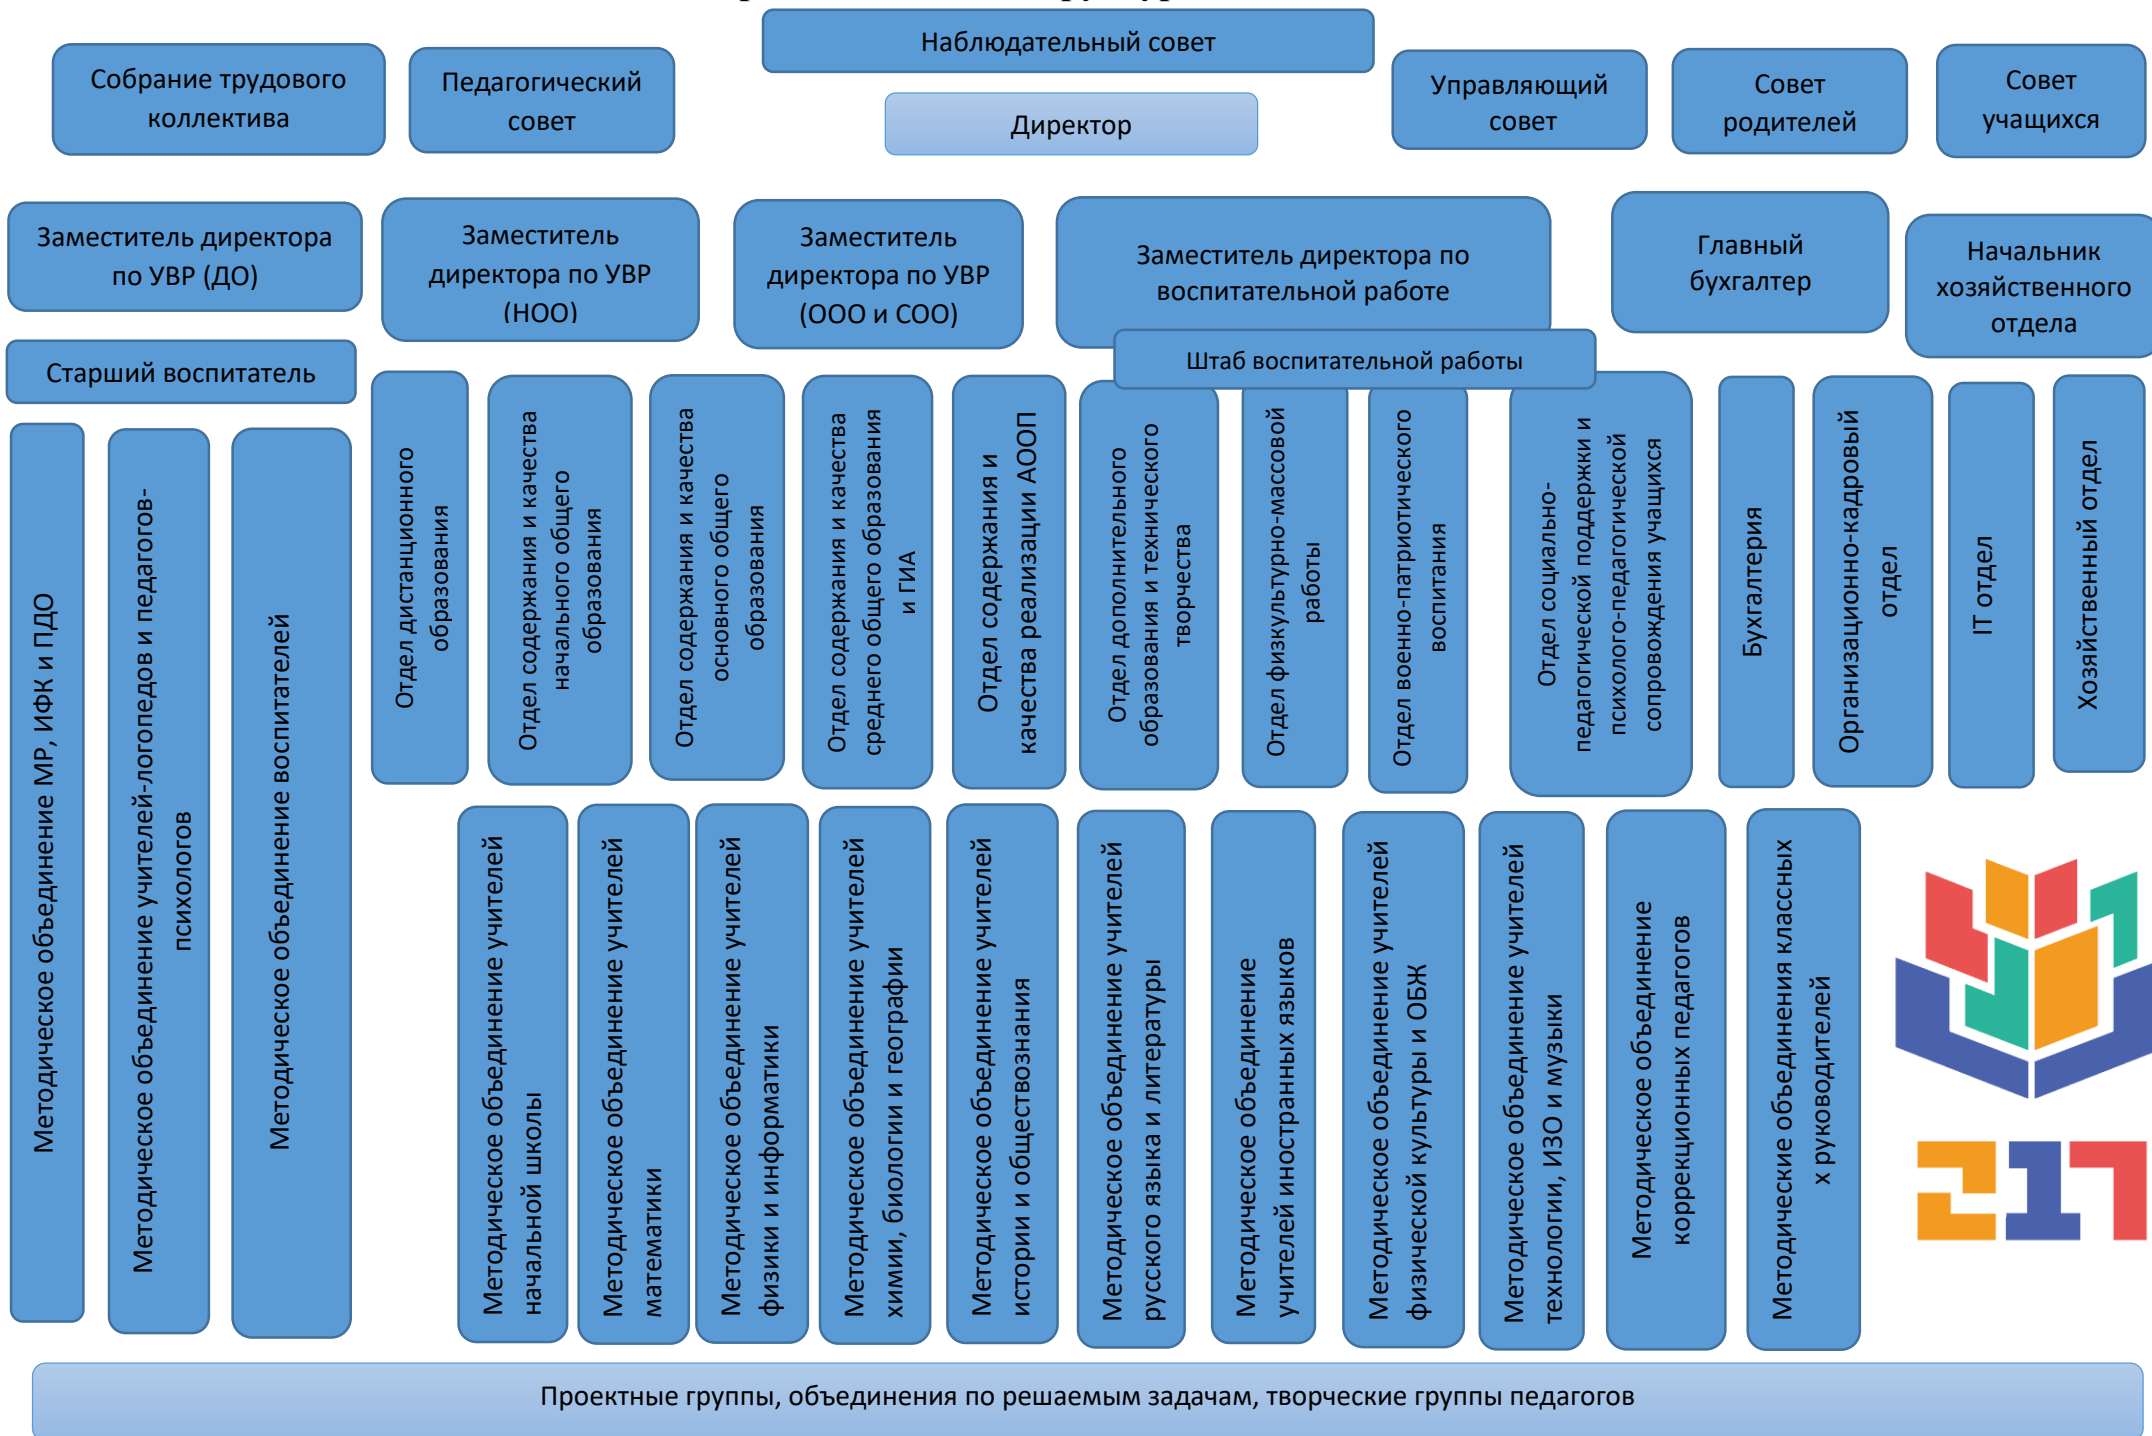 Наблюдательный совет
Собрание трудового
коллектива
Педагогический
совет
Директор
Управляющий
совет
Совет
родителей
Совет
учащихся
Заместитель директора
по УВР (ДО)
Заместитель
директора по УВР
(НОО)
Заместитель
директора по УВР
(ООО и СОО)
Заместитель директора по
воспитательной работе
Главный
бухгалтер
Начальник
хозяйственного
отдела
Старший воспитатель
Штаб воспитательной работы
Методическое объединение МР, ИФК и ПДО
Методическое объединение учителей-логопедов и педагогов-
психологов
Методическое объединение воспитателей
Отдел дистанционного
образования
Отдел содержания и качества
начального общего
образования
Отдел содержания и качества
основного общего
образования
Отдел содержания и качества
среднего общего образования
и ГИА
Отдел содержания и
качества реализации АООП
Отдел дополнительного
образования и технического
творчества
Отдел физкультурно-массовой
работы
Отдел военно-патриотического
воспитания
Отдел социально-
педагогической поддержки и
психолого-педагогической
сопровождения учащихся
Бухгалтерия
Организационно-кадровый
отдел
IT отдел
Хозяйственный отдел
Методическое объединение учителей
начальной школы
Методическое объединение учителей
математики
Методическое объединение учителей
физики и информатики
Методическое объединение учителей
химии, биологии и географии
Методическое объединение учителей
истории и обществознания
Методическое объединение учителей
русского языка и литературы
Методическое объединение
учителей иностранных языков
Методическое объединение учителей
физической культуры и ОБЖ
Методическое объединение учителей
технологии, ИЗО и музыки
Методическое объединение
коррекционных педагогов
Методические объединения классных
х руководителей
217
Проектные группы, объединения по решаемым задачам, творческие группы педагогов